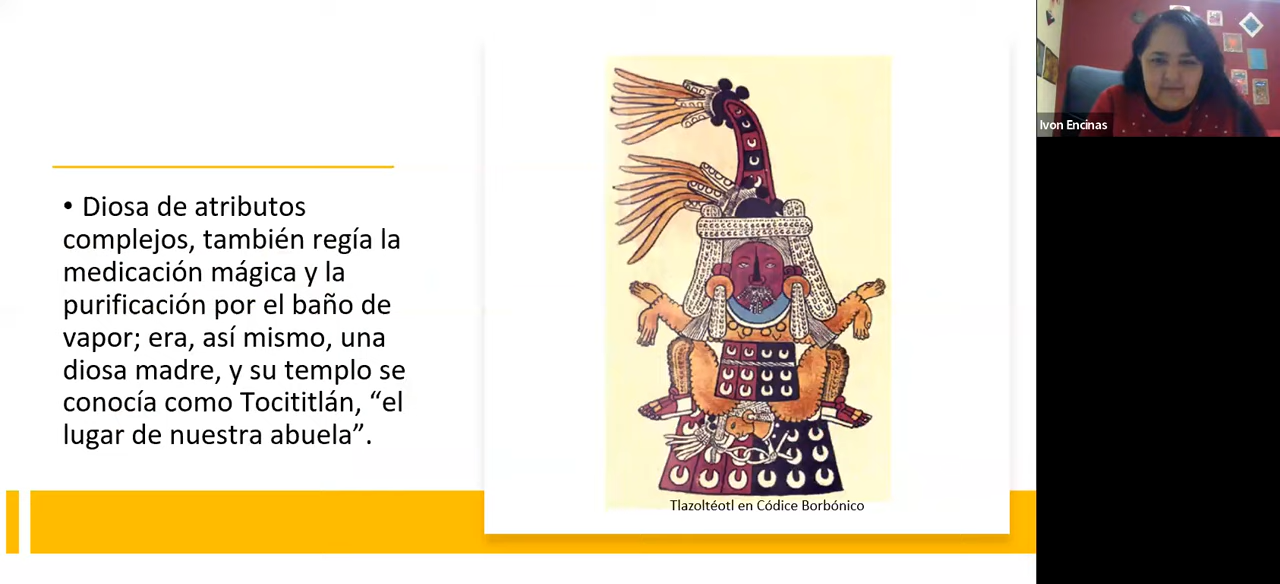 • Diosa de atributos
complejos, también regía la
medicación mágica y la
purificación por el baño de
vapor; era, así mismo, una
diosa madre, y su templo se
conocía como Tocititlán, “el
lugar de nuestra abuela”.
Tlazoltéotl en Códice Borbónico
Ivon Encinas